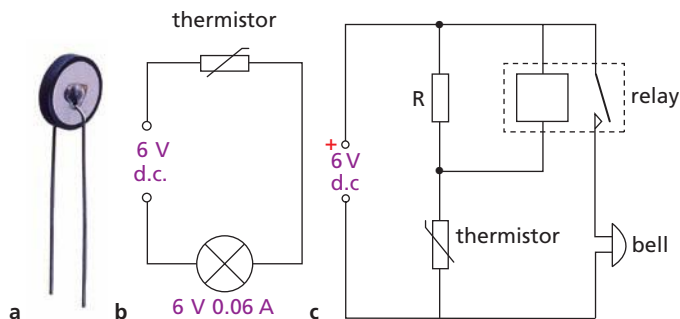 thermistor
6 V
d.c.
6 V 0.06 A
R
+
6 V
d.c
relay
thermistor
bell
a
b
c